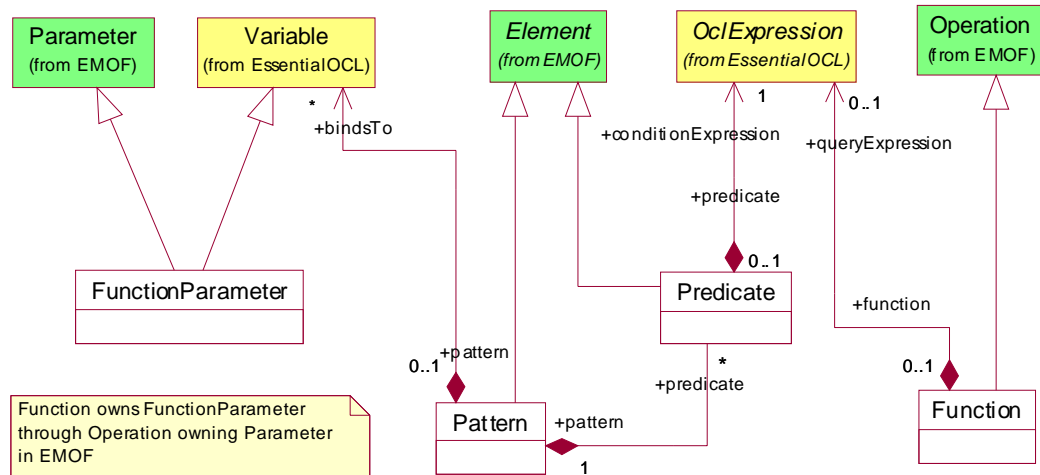 Parameter
(from EMOF)
Variable
(from EssentialOCL)
Element
(from EMOF)
OclExpression
(from EssentialOCL)
Operation
(from EMOF)
*
+bindsTo
1
+conditionExpression
0..1
+queryExpression
+predicate
0..1
FunctionParameter
Predicate
+function
+pattern
0..1
*
+predicate
0..1
Function owns FunctionParameter
through Operation owning Parameter
in EMOF
Pattern
+pattern
1
Function